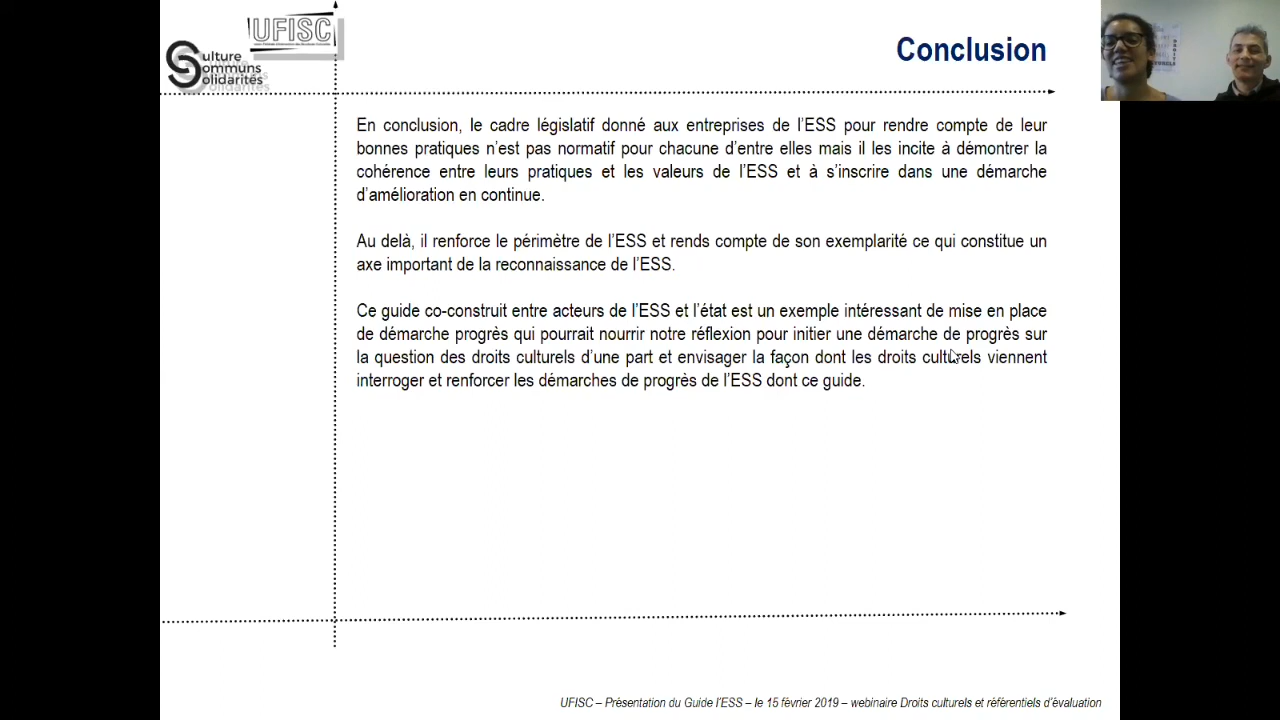 UFISC
Culture
Communs
Solidarités
Conclusion
En conclusion, le cadre législatif donné aux entreprises de l’ESS pour rendre compte de leur
bonnes pratiques n’est pas normatif pour chacune d’entre elles mais il les incite à démontrer la
cohérence entre leurs pratiques et les valeurs de l’ESS et à s’inscrire dans une démarche
d’amélioration en continue.
Au delà, il renforce le périmètre de l’ESS et rends compte de son exemplarité ce qui constitue un
axe important de la reconnaissance de l’ESS.
Ce guide co-construit entre acteurs de l’ESS et l’état est un exemple intéressant de mise en place
de démarche progrès qui pourrait nourrir notre réflexion pour initier une démarche de progrès sur
la question des droits culturels d’une part et envisager la façon dont les droits culturels viennent
interroger et renforcer les démarches de progrès de l’ESS dont ce guide.
UFISC – Présentation du Guide l’ESS – le 15 février 2019 – webinaire Droits culturels et référentiels d’évaluation